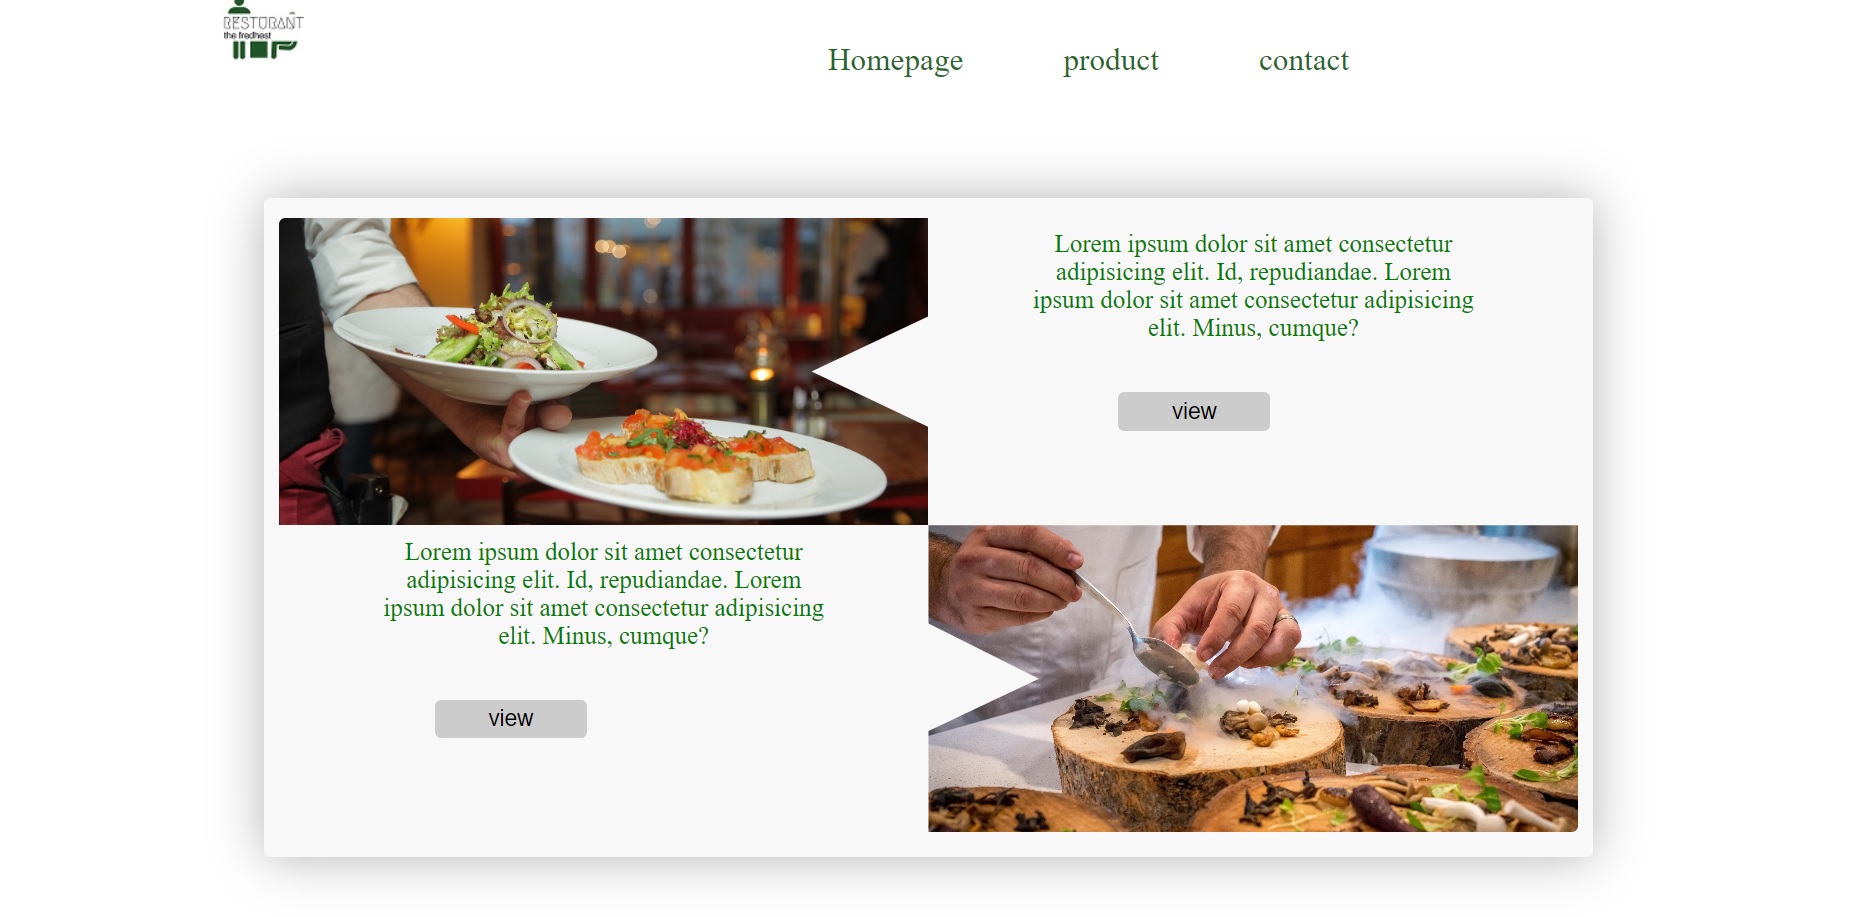 RESTORANT
the fredhest
Homepage product contact
Lorem ipsum dolor sit amet consectetur
adipisicing elit. Id, repudiandae. Lorem
ipsum dolor sit amet consectetur adipisicing
elit. Minus, cumque?
view
Lorem ipsum dolor sit amet consectetur
adipisicing elit. Id, repudiandae. Lorem
ipsum dolor sit amet consectetur adipisicing
elit. Minus, cumque?
view